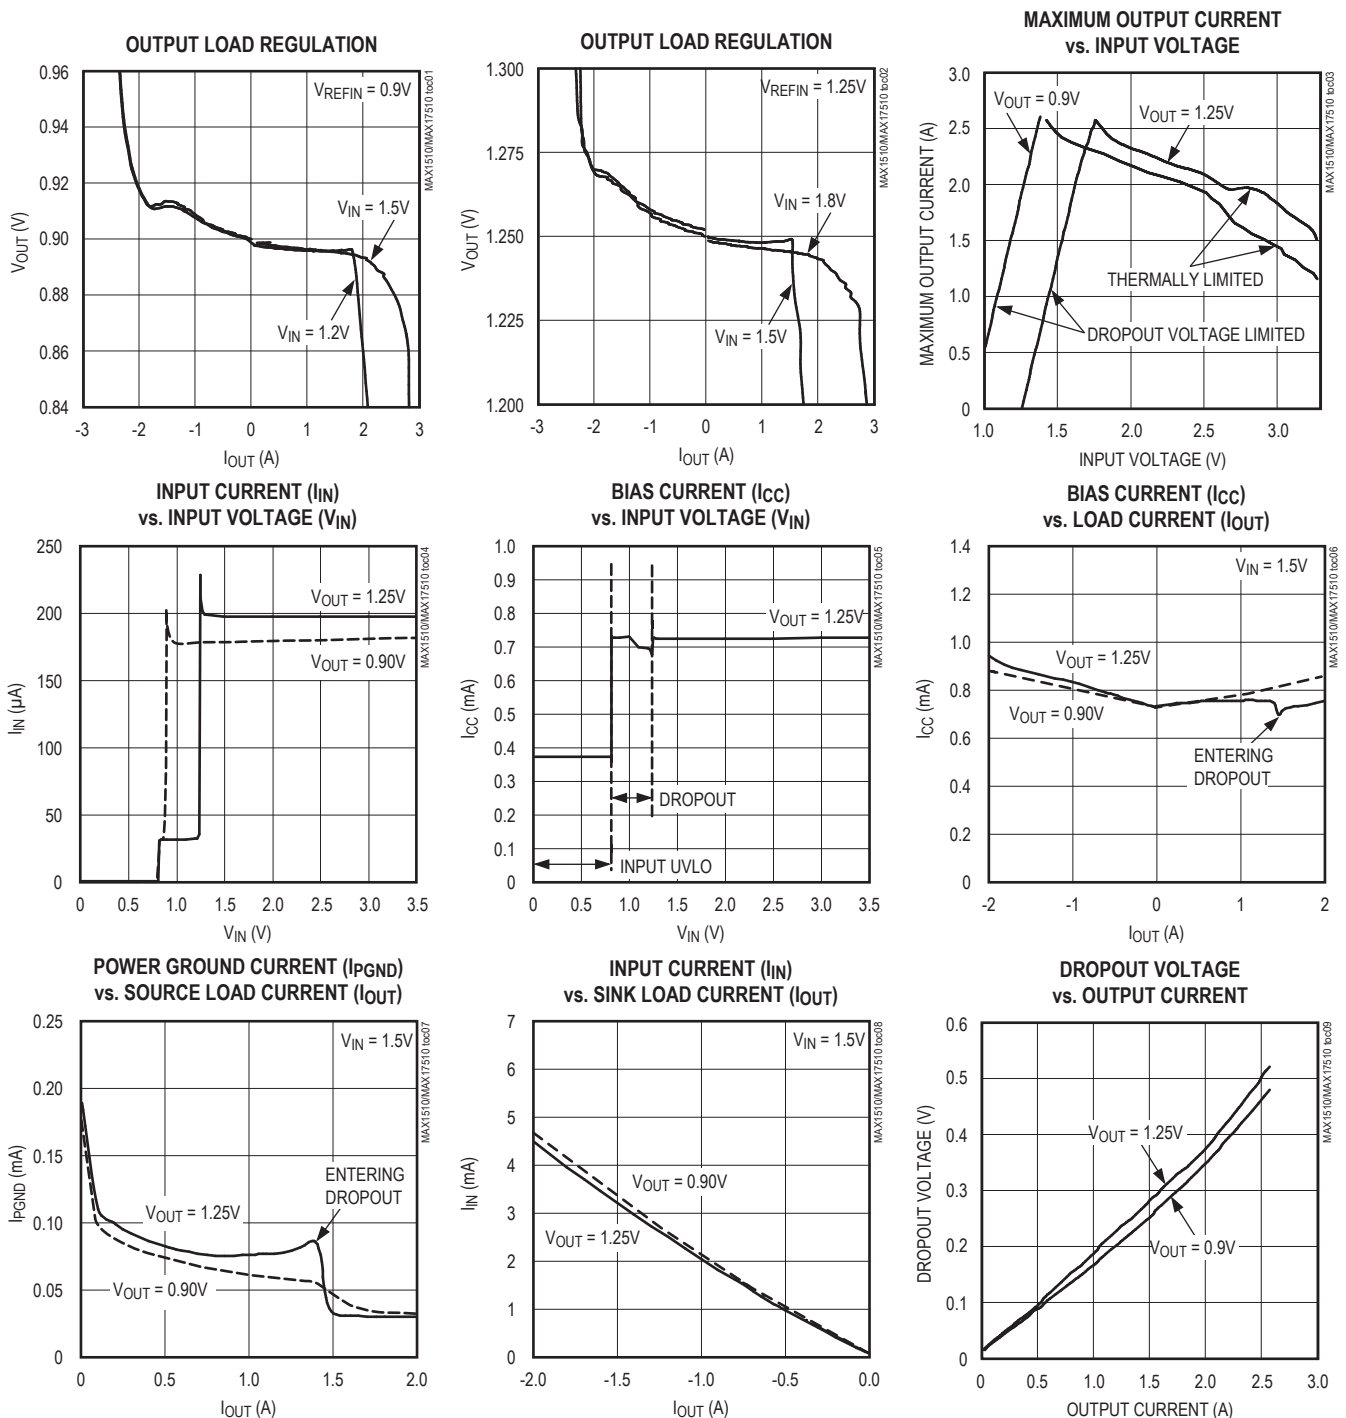 OUTPUT LOAD REGULATION
0.96
0.94
0.92
0.90
0.88
0.86
0.84
VOUT (V)
VREFIN = 0.9V
VIN = 1.5V
VIN = 1.2V
-3 -2 -1 0 1 2 3
IOUT (A)
MAX1510/MAX17510 toc01
OUTPUT LOAD REGULATION
1.300
1.275
1.250
1.225
1.200
VOUT (V)
VREFIN = 1.25V
VIN = 1.8V
VIN = 1.5V
-3 -2 -1 0 1 2 3
IOUT (A)
MAX1510/MAX17510 toc02
MAXIMUM OUTPUT CURRENT
vs. INPUT VOLTAGE
3.0
2.5
2.0
1.5
1.0
0.5
0
MAXIMUM OUTPUT CURRENT (A)
VOUT = 0.9V
VOUT = 1.25V
THERMALLY LIMITED
DROPOUT VOLTAGE LIMITED
1.0 1.5 2.0 2.5 3.0
INPUT VOLTAGE (V)
MAX1510/MAX17510 toc03
INPUT CURRENT (IIN)
vs. INPUT VOLTAGE (VIN)
250
200
150
100
50
0
IIN (µA)
VOUT = 1.25V
VOUT = 0.90V
0 0.5 1.0 1.5 2.0 2.5 3.0 3.5
VIN (V)
MAX1510/MAX17510 toc04
BIAS CURRENT (ICC)
vs. INPUT VOLTAGE (VIN)
1.0
0.9
0.8
0.7
0.6
0.5
0.4
0.3
0.2
0.1
0
ICC (mA)
VOUT = 1.25V
DROPOUT
INPUT UVLO
0 0.5 1.0 1.5 2.0 2.5 3.0 3.5
VIN (V)
MAX1510/MAX17510 toc05
BIAS CURRENT (ICC)
vs. LOAD CURRENT (IOUT)
1.4
1.2
1.0
0.8
0.6
0.4
0.2
0
ICC (mA)
VIN = 1.5V
VOUT = 1.25V
VOUT = 0.90V
ENTERING
DROPOUT
-2 -1 0 1 2
IOUT (A)
MAX1510/MAX17510 toc06
POWER GROUND CURRENT (IPGND)
vs. SOURCE LOAD CURRENT (IOUT)
0.25
0.20
0.15
0.10
0.05
0
IPGND (mA)
VIN = 1.5V
ENTERING
DROPOUT
VOUT = 1.25V
VOUT = 0.90V
0 0.5 1.0 1.5 2.0
IOUT (A)
MAX1510/MAX17510 toc07
INPUT CURRENT (IIN)
vs. SINK LOAD CURRENT (IOUT)
7
6
5
4
3
2
1
0
IIN (mA)
VIN = 1.5V
VOUT = 0.90V
VOUT = 1.25V
-2.0 -1.5 -1.0 -0.5 0.0
IOUT (A)
MAX1510/MAX17510 toc08
DROPOUT VOLTAGE
vs. OUTPUT CURRENT
0.6
0.5
0.4
0.3
0.2
0.1
0
DROPOUT VOLTAGE (V)
VOUT = 1.25V
VOUT = 0.9V
0 0.5 1.0 1.5 2.0 2.5 3.0
OUTPUT CURRENT (A)
MAX1510/MAX17510 toc09